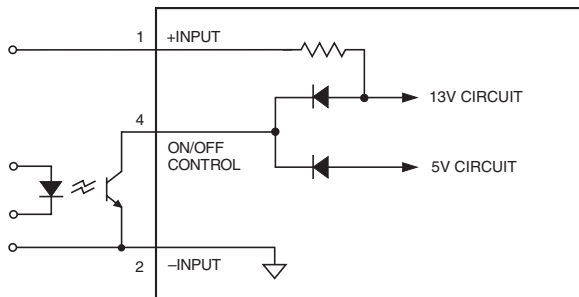 1 +INPUT
13V CIRCUIT
4
ON/OFF
CONTROL
5V CIRCUIT
2 –INPUT